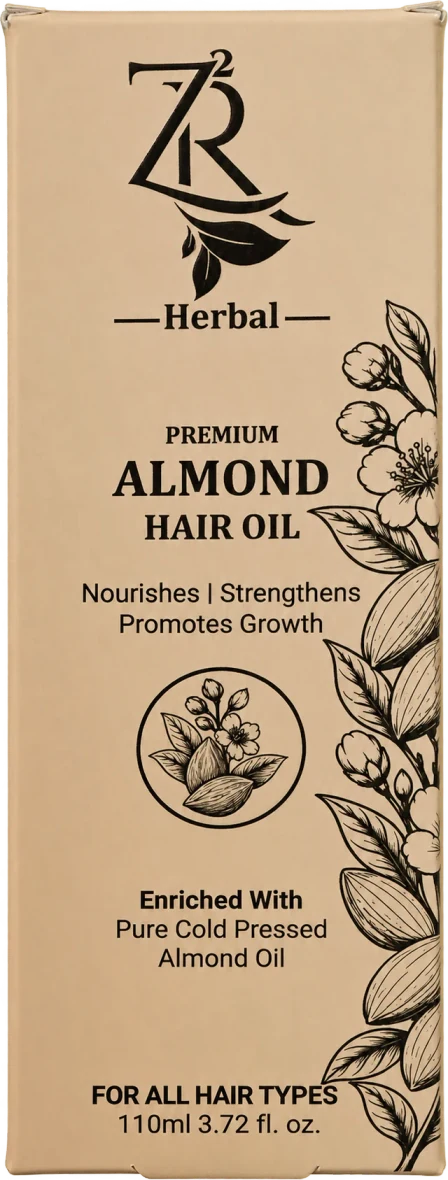 Z²R
Herbal
PREMIUM
ALMOND
HAIR OIL
Nourishes | Strengthens
Promotes Growth
Enriched With
Pure Cold Pressed
Almond Oil
FOR ALL HAIR TYPES
110ml 3.72 fl. oz.